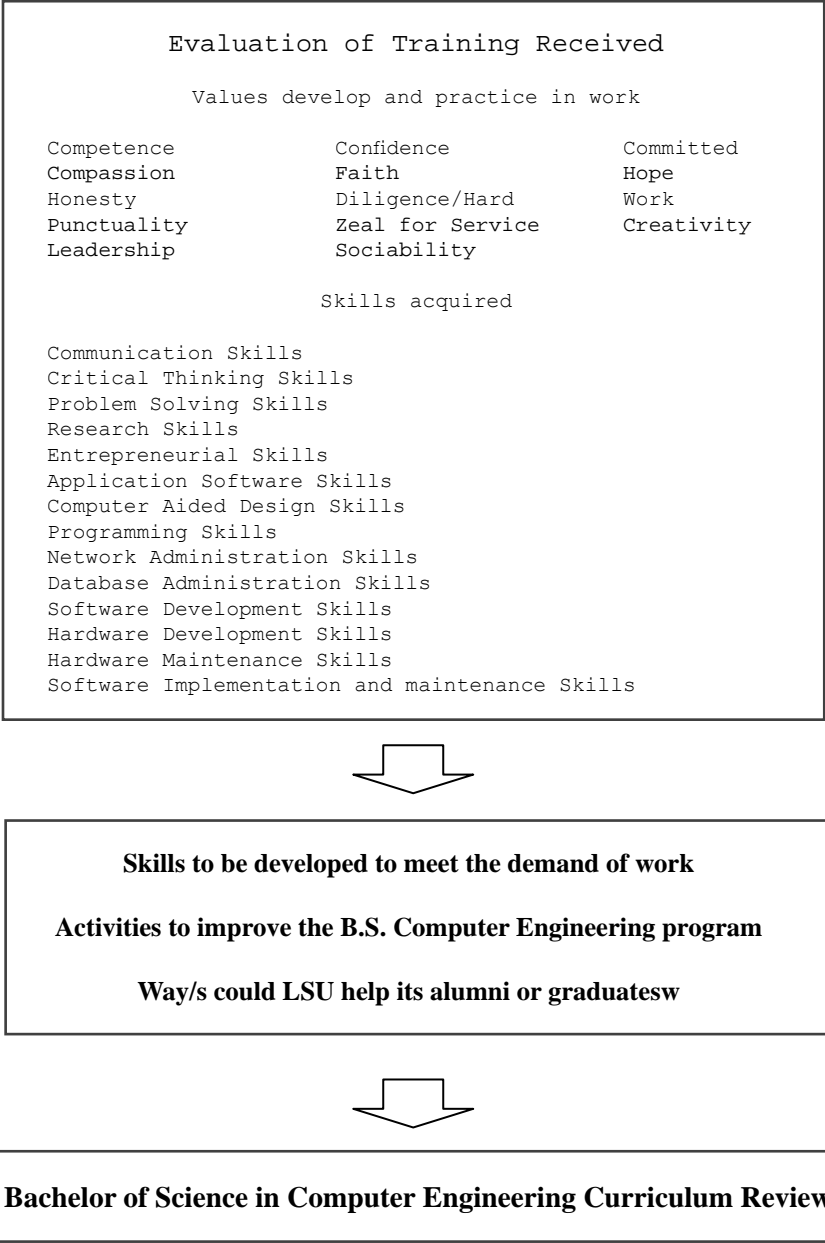 Evaluation of Training Received
Values develop and practice in work
Competence Confidence Committed
Compassion Faith Hope
Honesty Diligence/Hard Work
Punctuality Zeal for Service Creativity
Leadership Sociability
Skills acquired
Communication Skills
Critical Thinking Skills
Problem Solving Skills
Research Skills
Entrepreneurial Skills
Application Software Skills
Computer Aided Design Skills
Programming Skills
Network Administration Skills
Database Administration Skills
Software Development Skills
Hardware Development Skills
Hardware Maintenance Skills
Software Implementation and maintenance Skills
Skills to be developed to meet the demand of work
Activities to improve the B.S. Computer Engineering program
Way/s could LSU help its alumni or graduatesw
Bachelor of Science in Computer Engineering Curriculum Review